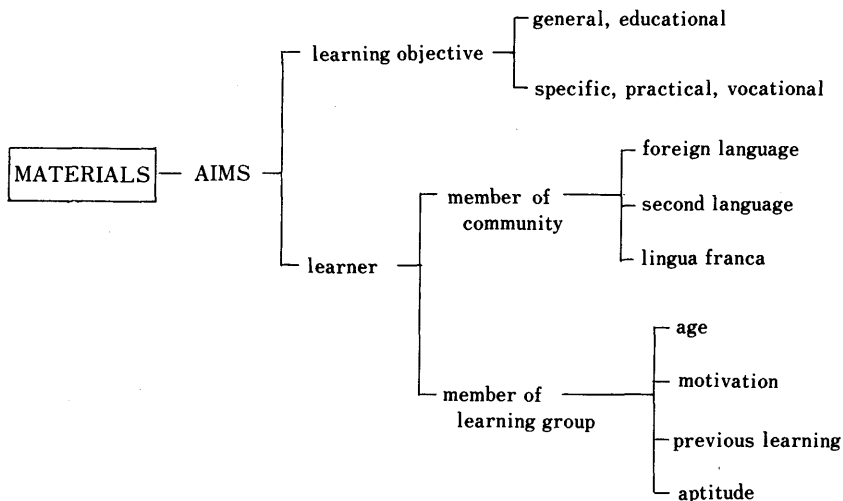 general, educational
learning objective
specific, practical, vocational
MATERIALS
AIMS
foreign language
member of
community
second language
learner
lingua franca
age
member of
learning group
motivation
previous learning
aptitude